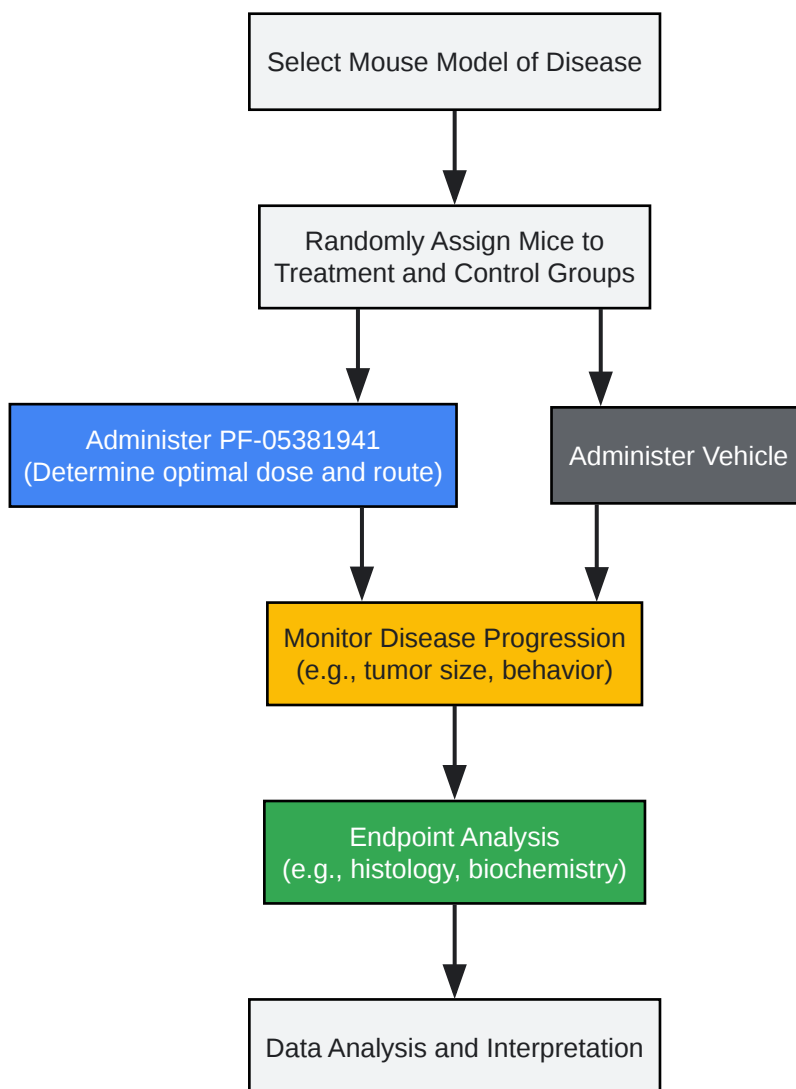 Select Mouse Model of Disease
Randomly Assign Mice to
Treatment and Control Groups
Administer PF-05381941
(Determine optimal dose and route)
Administer Vehicle
Monitor Disease Progression
(e.g., tumor size, behavior)
Endpoint Analysis
(e.g., histology, biochemistry)
Data Analysis and Interpretation